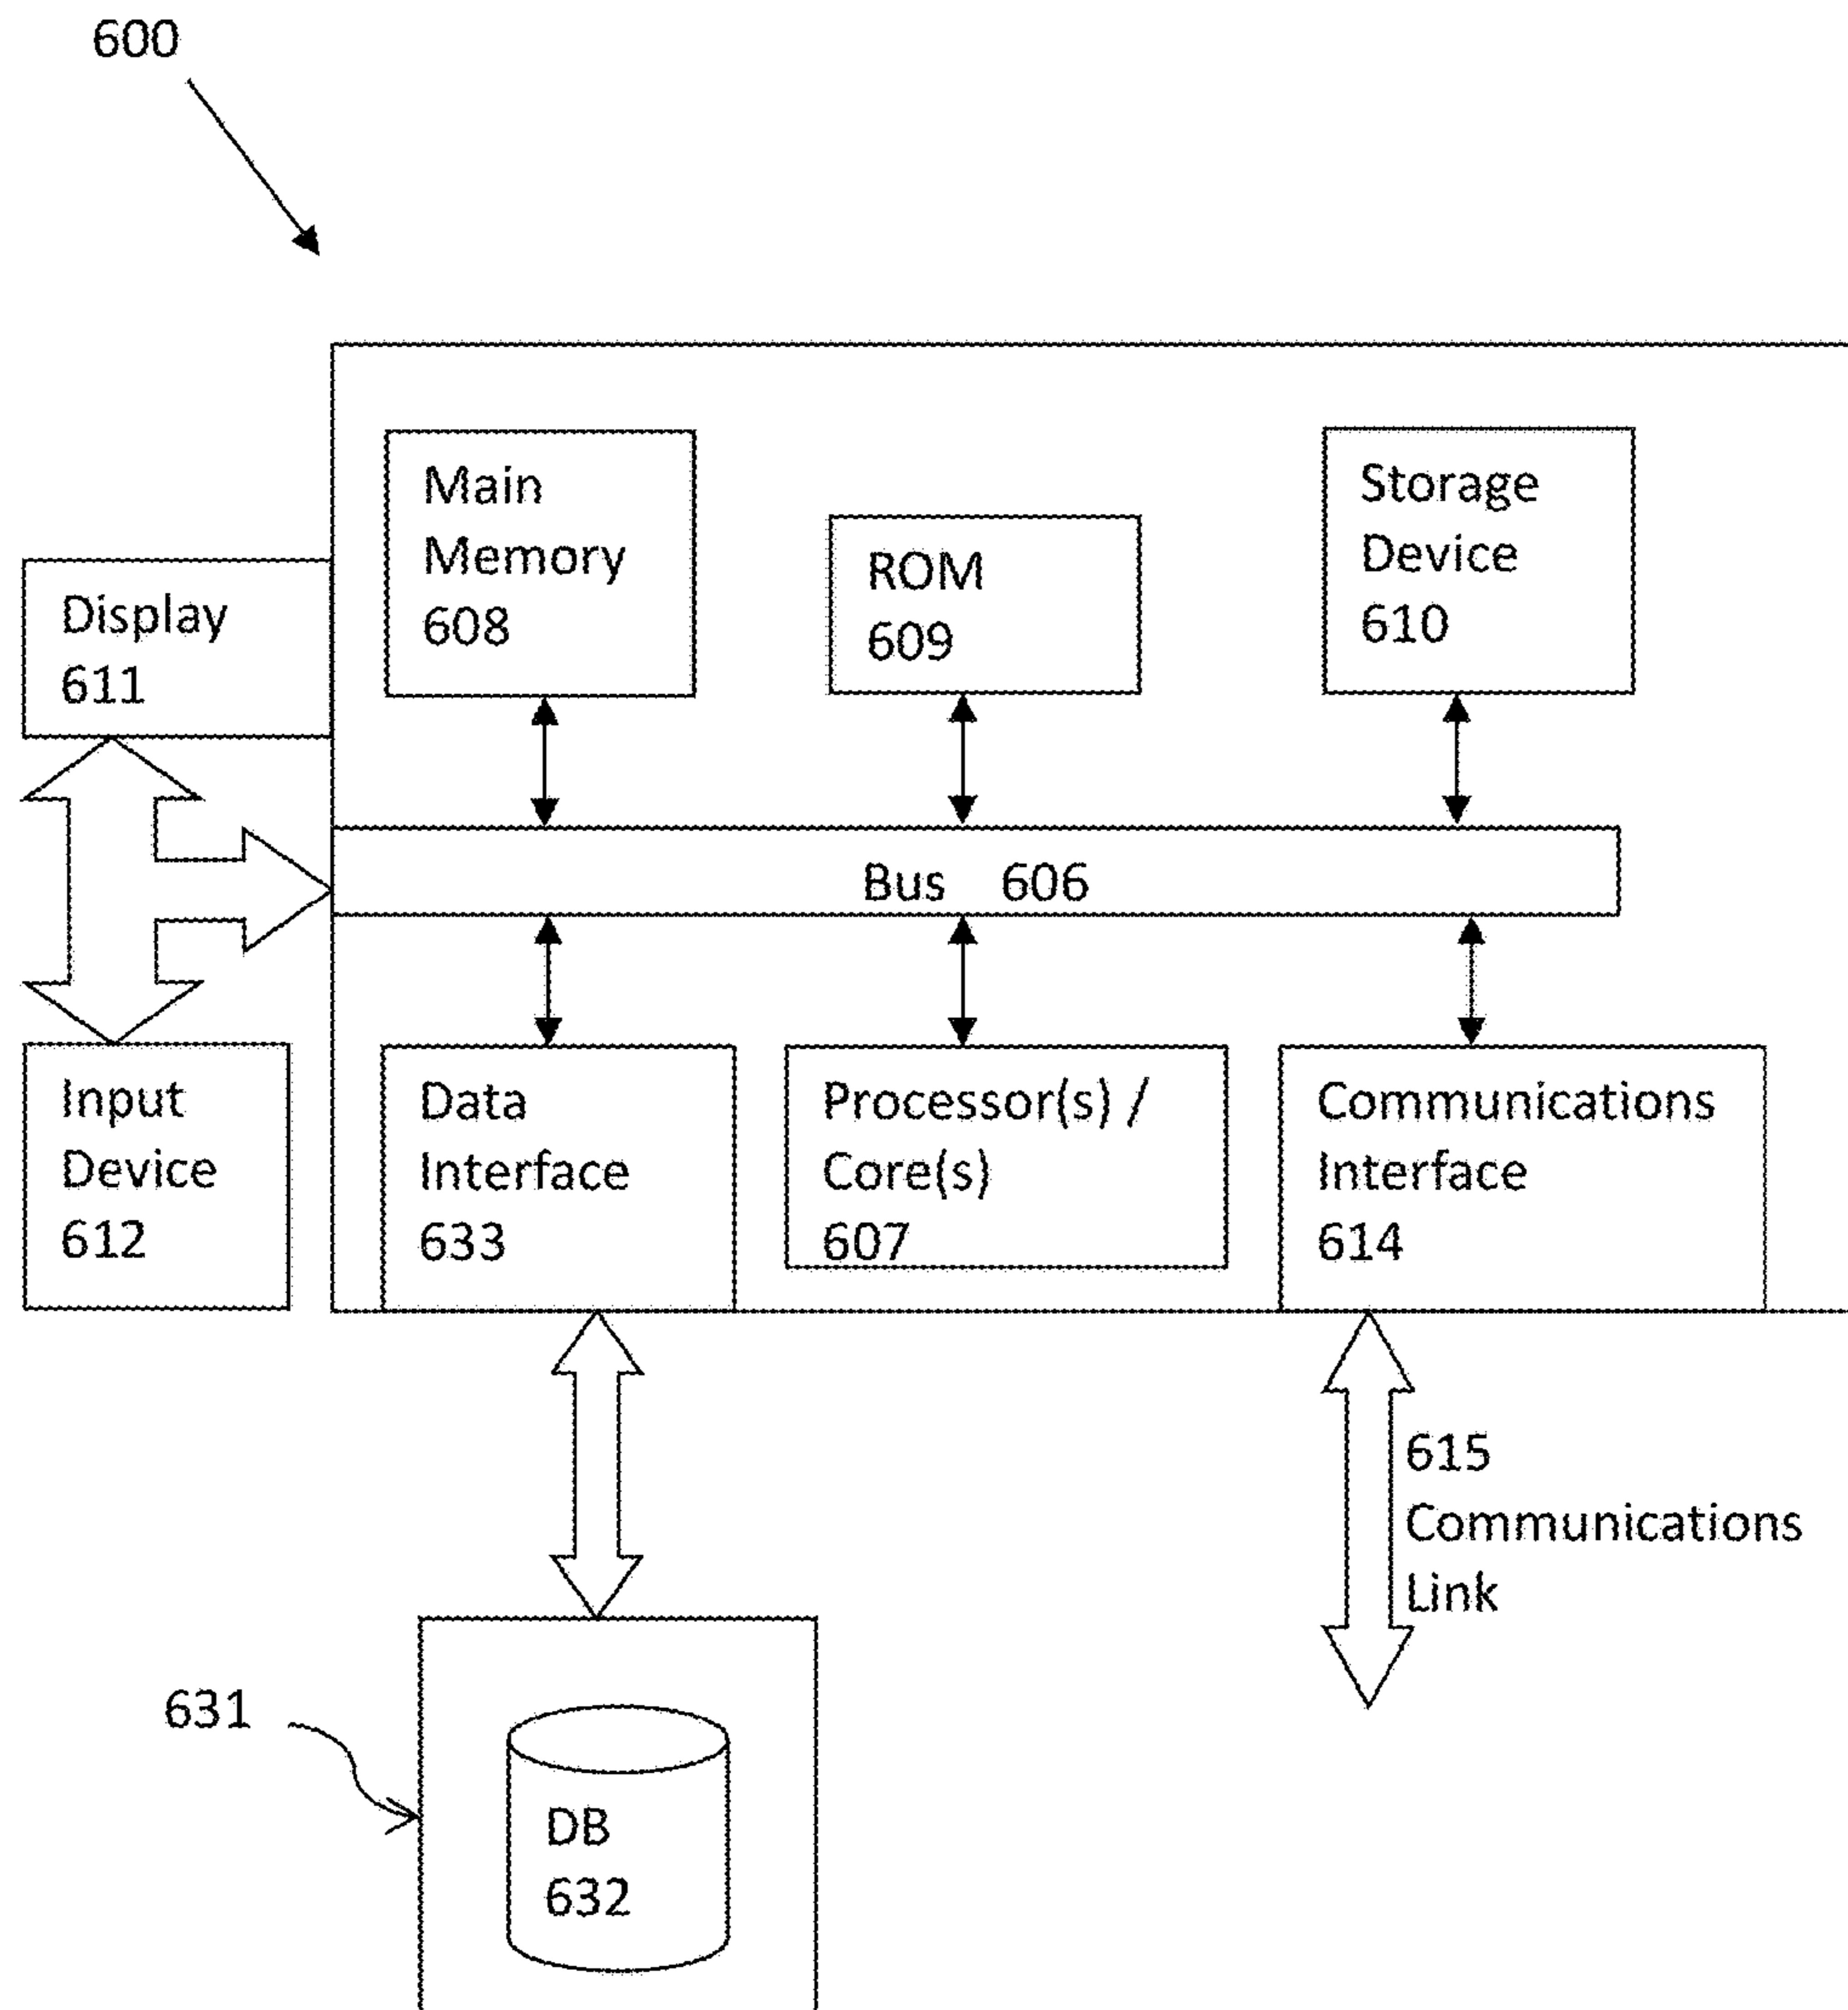 600
Main
Memory
608
ROM
609
Storage
Device
610
Display
611
Bus 606
Input
Device
612
Data
Interface
633
Processor(s) /
Core(s)
607
Communications
Interface
614
615
Communications
Link
631
DB
632